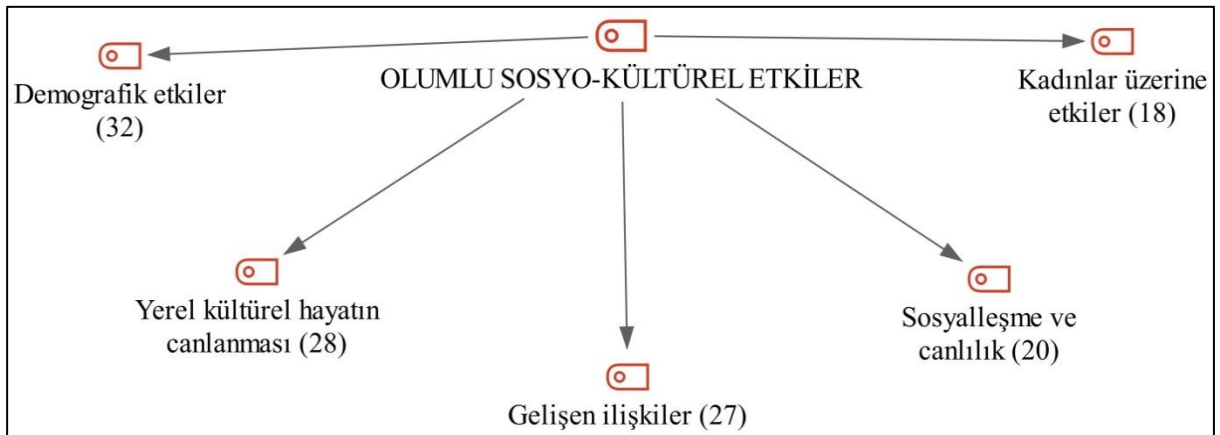 OLUMLU SOSYO-KÜLTÜREL ETKİLER
Demografik etkiler
(32)
Yerel kültürel hayatın
canlanması (28)
Gelişen ilişkiler (27)
Sosyalleşme ve
canlılık (20)
Kadınlar üzerine
etkiler (18)